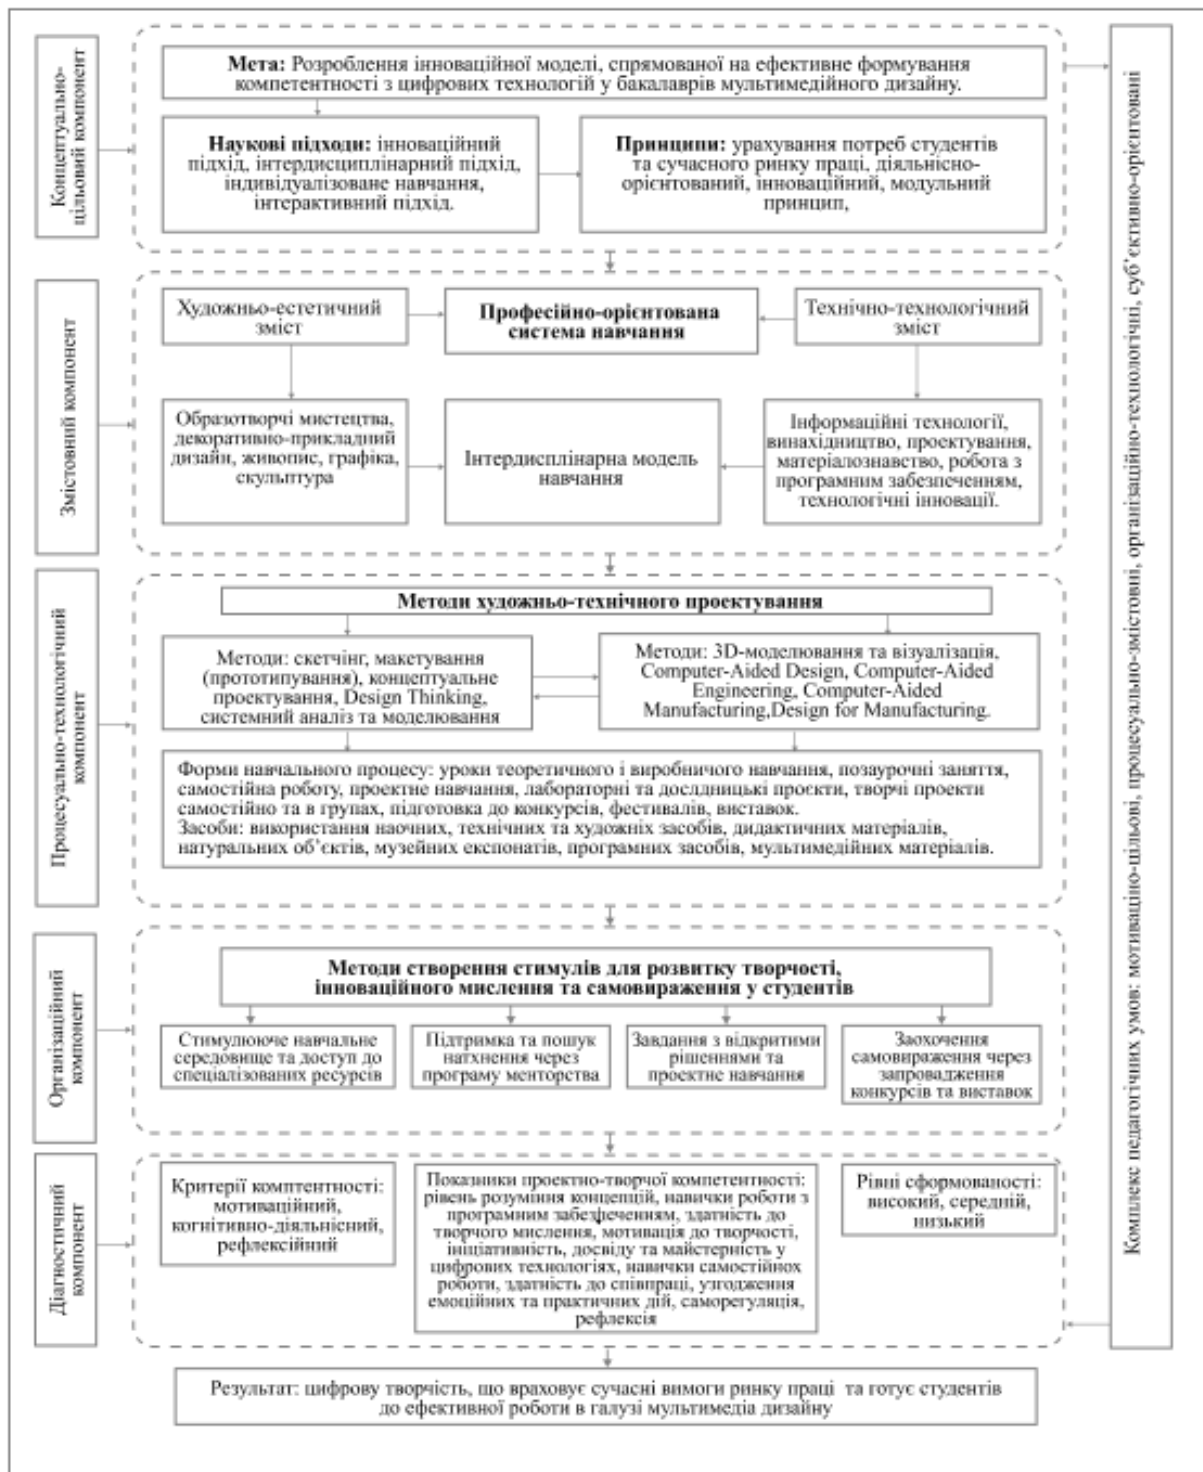 Концептуально-
цільовий компонент
Мета: Розроблення інноваційної моделі, спрямованої на ефективне формування
компетентності з цифрових технологій у бакалаврів мультимедійного дизайну.
Наукові підходи: інноваційний
підхід, інтердисциплінарний підхід,
індивідуалізоване навчання,
інтерактивний підхід.
Принципи: урахування потреб студентів
та сучасного ринку праці, діяльнісно-
орієнтований, інноваційний, модульний
принцип,
Змістовний компонент
Художньо-естетичний
зміст
Професійно-орієнтована
система навчання
Технічно-технологічний
зміст
Образотворчі мистецтва,
декоративно-прикладний
дизайн, живопис, графіка,
скульптура
Інтердисплінарна модель
навчання
Інформаційні технології,
винахідництво, проектування,
матеріалознавство, робота з
програмним забезпеченням,
технологічні інновації.
Процесуально-технологічний
компонент
Методи художньо-технічного проектування
Методи: скетчінг, макетування
(прототипування), концептуальне
проектування, Design Thinking,
системний аналіз та моделювання
Методи: 3D-моделювання та візуалізація,
Computer-Aided Design, Computer-Aided
Engineering, Computer-Aided
Manufacturing,Design for Manufacturing.
Форми навчального процесу: уроки теоретичного і виробничого навчання, позаурочні заняття,
самостійна роботу, проектне навчання, лабораторні та дослдницькі проєкти, творчі проекти
самостійно та в групах, підготовка до конкурсів, фестивалів, виставок.
Засоби: використання наочних, технічних та художніх засобів, дидактичних матеріалів,
натуральних об’єктів, музейних експонатів, програмних засобів, мультимедійних матеріалів.
Організаційний
компонент
Методи створення стимулів для розвитку творчості,
інноваційного мислення та самовираження у студентів
Стимулююче навчальне
середовище та доступ до
спеціалізованих ресурсів
Підтримка та пошук
натхнення через
програму менторства
Завдання з відкритими
рішеннями та
проектне навчання
Заохочення
самовираження через
запровадження
конкурсів та виставок
Діагностичний
компонент
Критерії комптентності:
мотиваційний,
когнітивно-діяльнісний,
рефлексійний
Показники проектно-творчої компетентності:
рівень розуміння концепцій, навички роботи з
програмним забезпеченням, здатність до
творчого мислення, мотивація до творчості,
ініціативність, досвіду та майстерність у
цифрових технологіях, навички самостійнох
роботи, здатність до співпраці, узгодження
емоційних та практичних дій, саморегуляція,
рефлексія
Рівні сформованості:
високий, середній,
низький
Комплекс педагогічних умов: мотиваціно-цільові, процесуально-змістовні, організаційно-технологічні, суб’єктивно-орієнтовані
Результат: цифрову творчість, що враховує сучасні вимоги ринку праці та готує студентів
до ефективної роботи в галузі мультимедіа дизайну